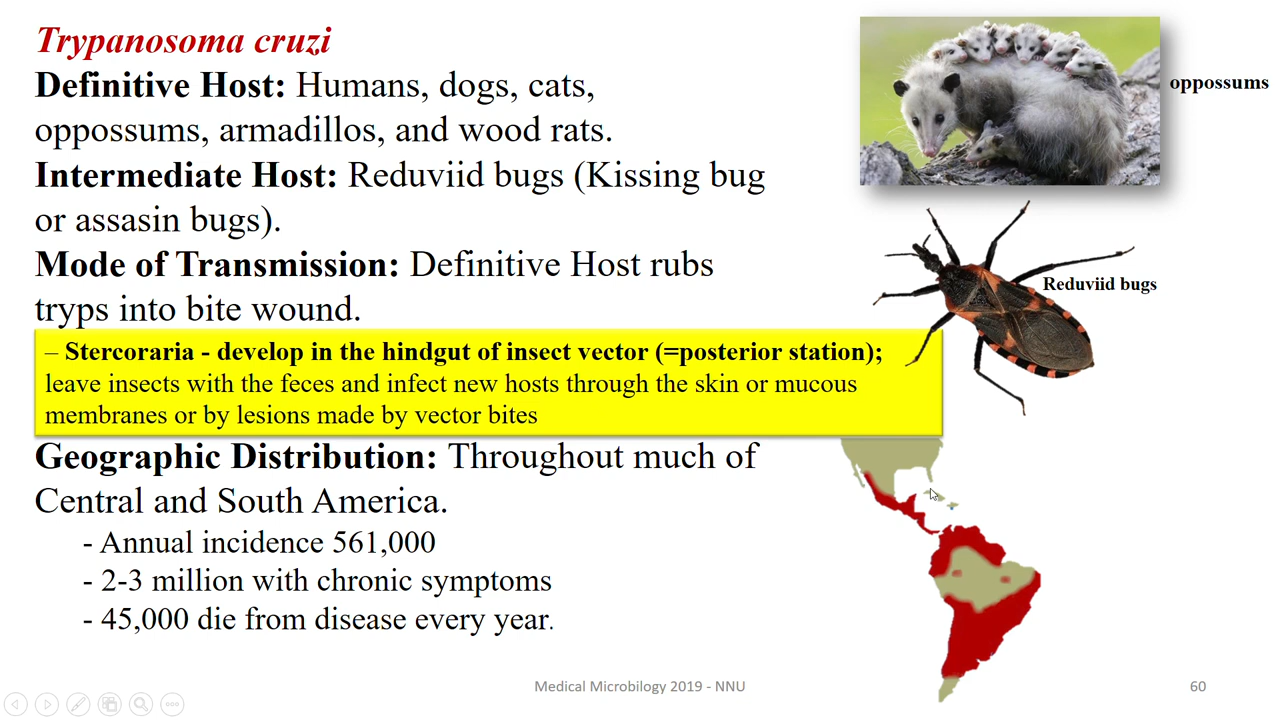 Trypanosoma cruzi
Definitive Host: Humans, dogs, cats,
oppossums, armadillos, and wood rats.
Intermediate Host: Reduviid bugs (Kissing bug
or assasin bugs).
Mode of Transmission: Definitive Host rubs
tryps into bite wound.
– Stercoraria - develop in the hindgut of insect vector (=posterior station);
leave insects with the feces and infect new hosts through the skin or mucous
membranes or by lesions made by vector bites
Geographic Distribution: Throughout much of
Central and South America.
- Annual incidence 561,000
- 2-3 million with chronic symptoms
- 45,000 die from disease every year.
oppossums
Reduviid bugs
Medical Microbilogy 2019 - NNU
60